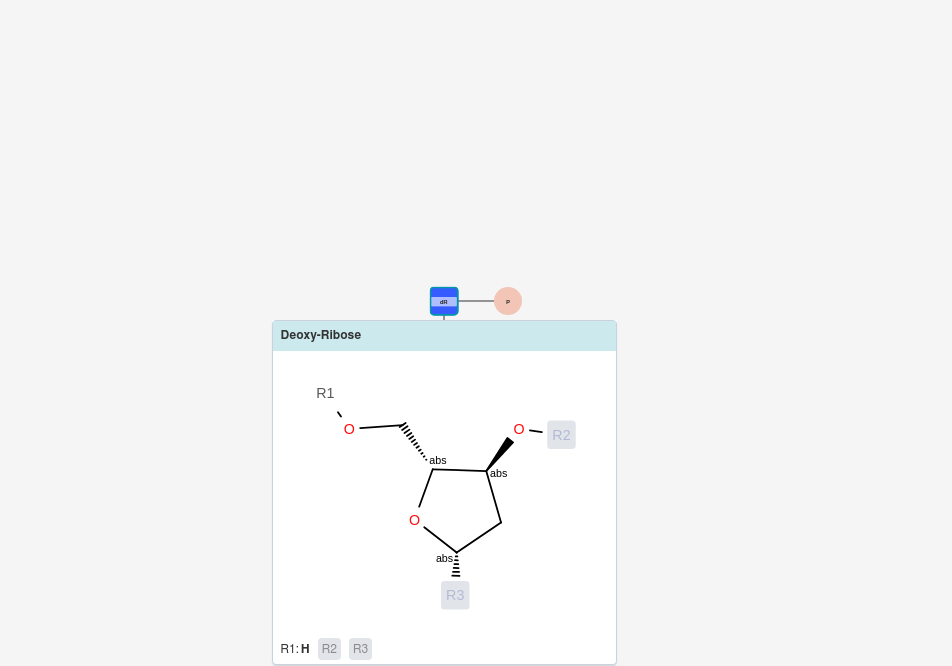 dR P
Deoxy-Ribose
R1
O O R2
abs
abs
O
abs
R3
R1: H R2 R3